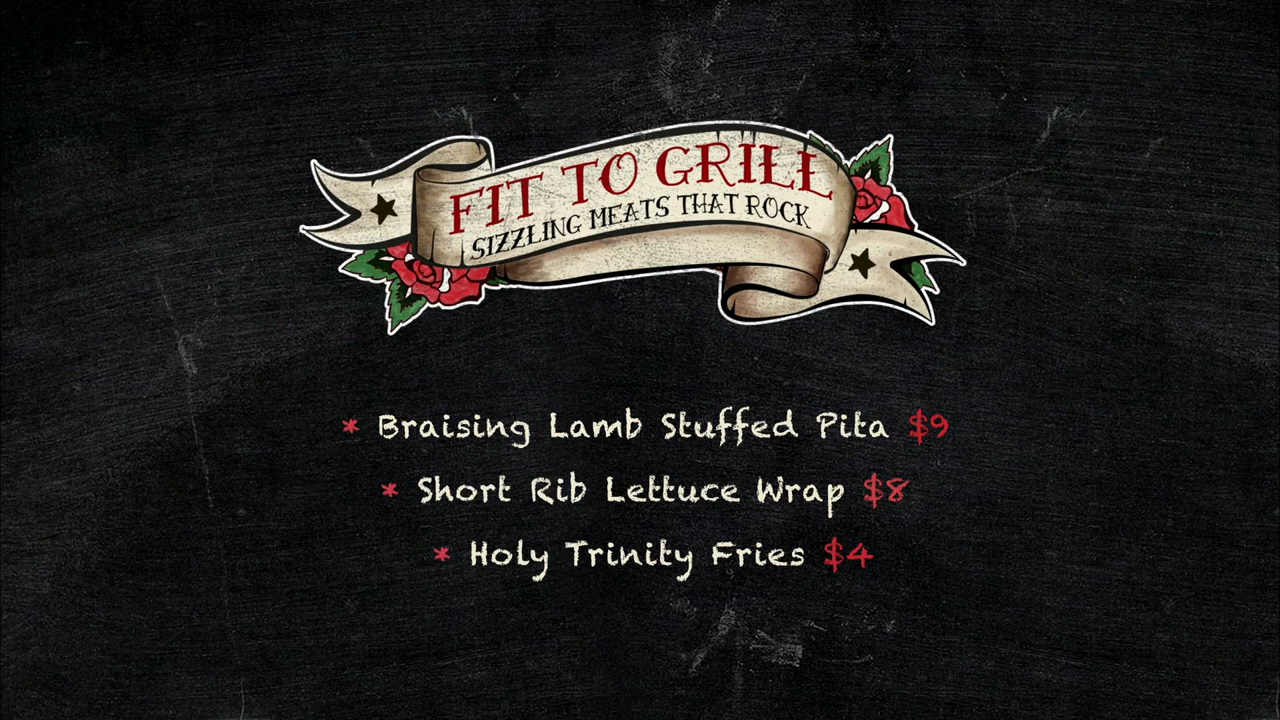 FIT TO GRILL
SIZZLING MEATS THAT ROCK
* Braising Lamb Stuffed Pita $9
* Short Rib Lettuce Wrap $8
* Holy Trinity Fries $4